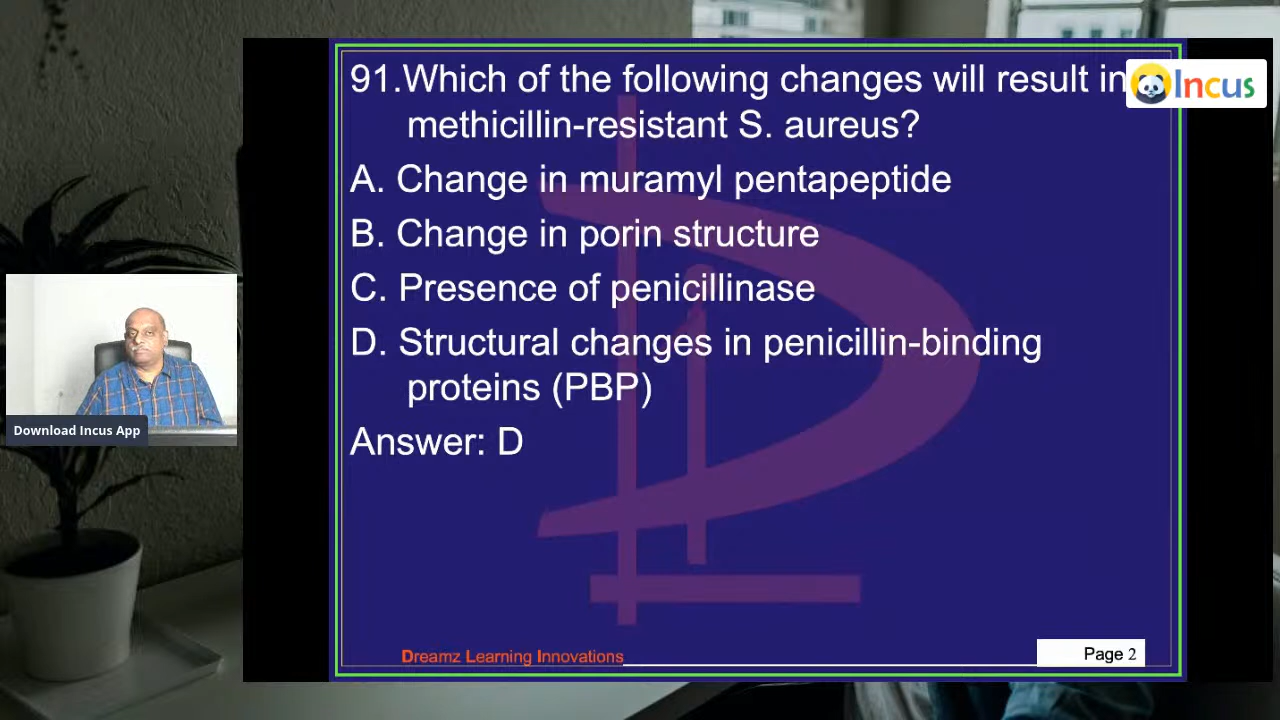 91.Which of the following changes will result in
methicillin-resistant S. aureus?
Incus
A. Change in muramyl pentapeptide
B. Change in porin structure
C. Presence of penicillinase
D. Structural changes in penicillin-binding
proteins (PBP)
Answer: D
Download Incus App
Dreamz Learning Innovations
Page 2